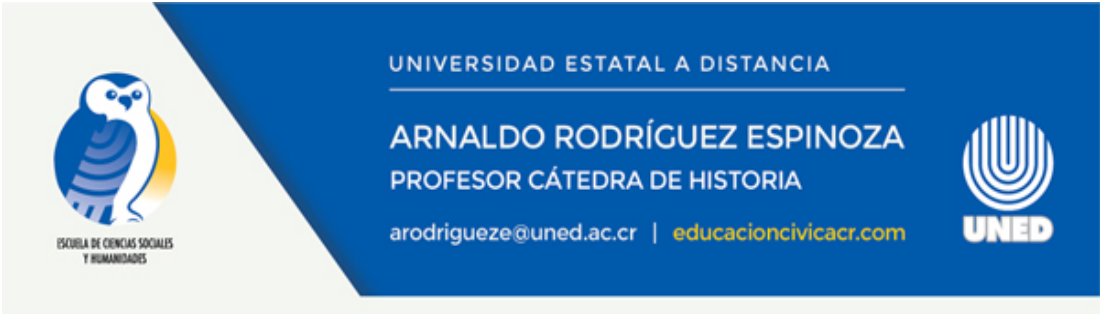 ESCUELA DE CIENCIAS SOCIALES
Y HUMANIDADES
UNIVERSIDAD ESTATAL A DISTANCIA
ARNALDO RODRÍGUEZ ESPINOZA
PROFESOR CÁTEDRA DE HISTORIA
arodrigueze@uned.ac.cr | educacioncivicacr.com
UNED